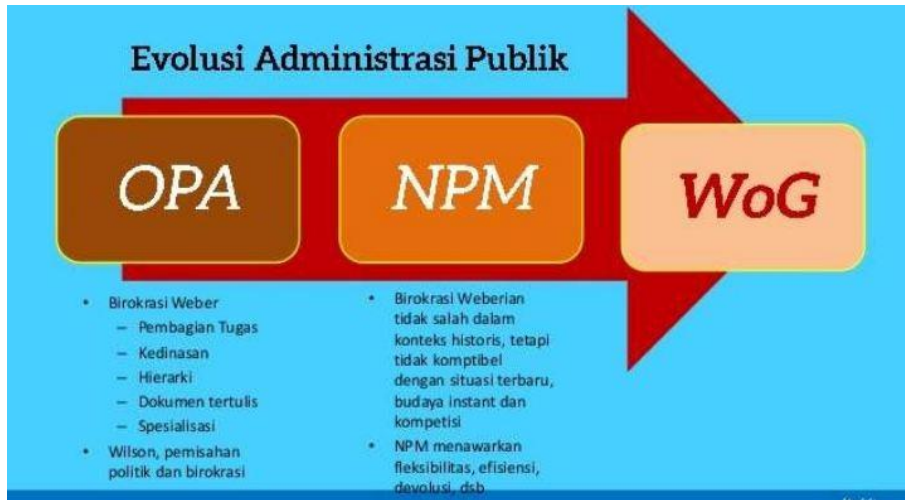 Evolusi Administrasi Publik
OPA
NPM
WoG
• Birokrasi Weber
– Pembagian Tugas
– Kedinasan
– Hierarki
– Dokumen tertulis
– Spesialisasi
• Wilson, pemisahan
politik dan birokrasi
• Birokrasi Weberian
tidak salah dalam
konteks historis, tetapi
tidak komptibel
dengan situasi terbaru,
budaya instant dan
kompetisi
• NPM menawarkan
fleksibilitas, efisiensi,
devolusi, dsb